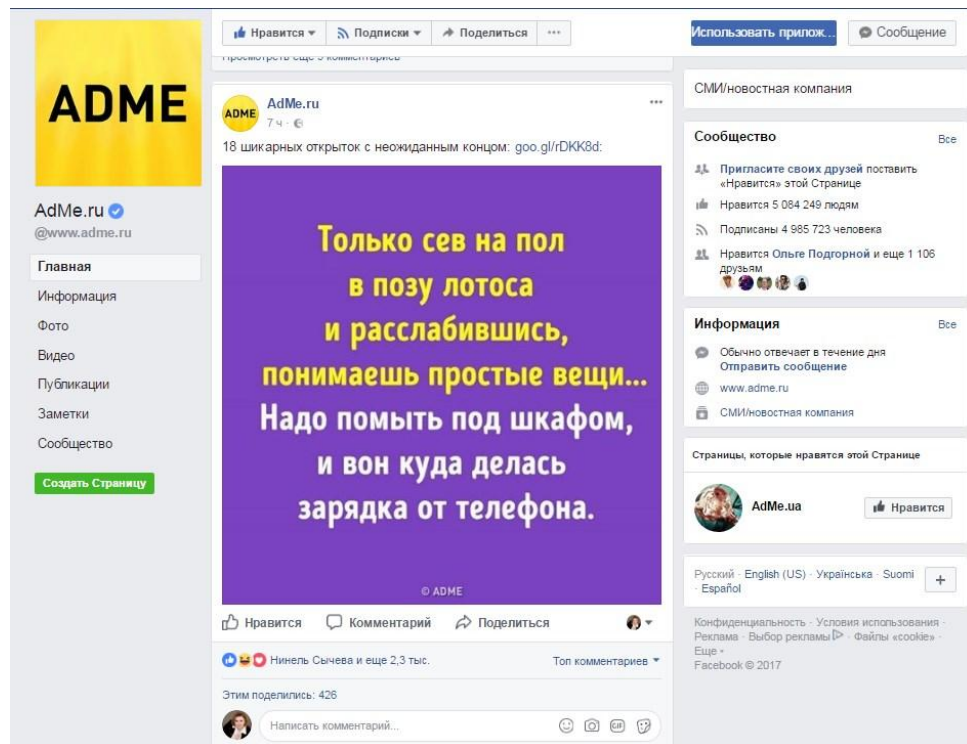 ADME
AdMe.ru
@www.adme.ru
Главная
Информация
Фото
Видео
Публикации
Заметки
Сообщество
Создать Страницу
Нравится
Подписки
Поделиться
Использовать прилож...
Сообщение
Просмотреть еще комментариев
ADME
AdMe.ru
7 ч
18 шикарных открыток с неожиданным концом: goo.gl/rDKK8d:
Только сев на пол
в позу лотоса
и расслабившись,
понимаешь простые вещи...
Надо помыть под шкафом,
и вон куда делась
зарядка от телефона.
© ADME
Нравится
Комментарий
Поделиться
Нинель Сычева и еще 2,3 тыс.
Топ комментариев
Этим поделились: 426
Написать комментарий...
GIF
СМИ/новостная компания
Сообщество
Все
Пригласите своих друзей поставить
«Нравится» этой Странице
Нравится 5 084 249 людям
Подписаны 4 985 723 человека
Нравится Ольге Подгорной и еще 1 106
друзьям
Информация
Все
Обычно отвечает в течение дня
Отправить сообщение
www.adme.ru
СМИ/новостная компания
Страницы, которые нравятся этой Странице
AdMe.ua
Нравится
Русский · English (US) · Українська · Suomi
· Español
Конфиденциальность · Условия использования ·
Реклама · Выбор рекламы · Файлы «cookie» ·
Еще
Facebook © 2017